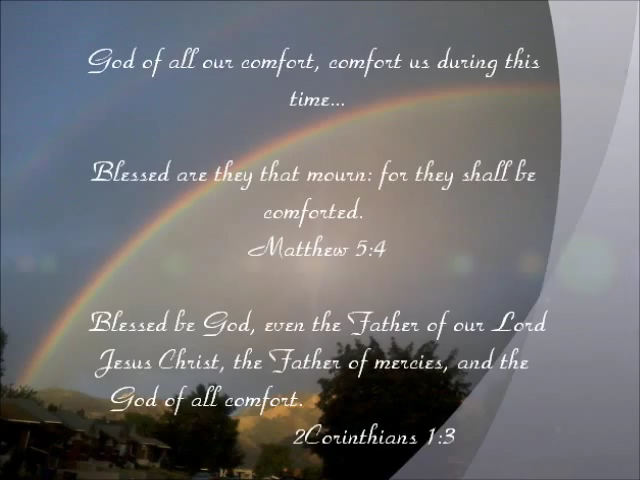 God of all our comfort, comfort us during this
time...
Blessed are they that mourn: for they shall be
comforted.
Matthew 5:4
Blessed be God, even the Father of our Lord
Jesus Christ, the Father of mercies, and the
God of all comfort.
2Corinthians 1:3